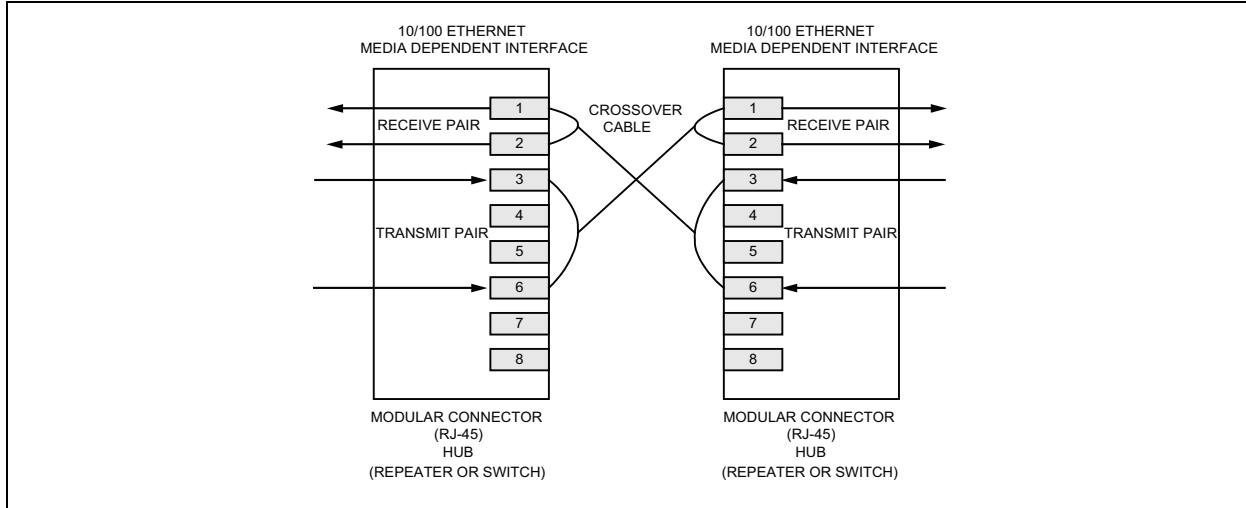 10/100 ETHERNET
MEDIA DEPENDENT INTERFACE
1
RECEIVE PAIR
2
3
4
TRANSMIT PAIR
5
6
7
8
MODULAR CONNECTOR
(RJ-45)
HUB
(REPEATER OR SWITCH)
CROSSOVER
CABLE
10/100 ETHERNET
MEDIA DEPENDENT INTERFACE
1
RECEIVE PAIR
2
3
4
TRANSMIT PAIR
5
6
7
8
MODULAR CONNECTOR
(RJ-45)
HUB
(REPEATER OR SWITCH)